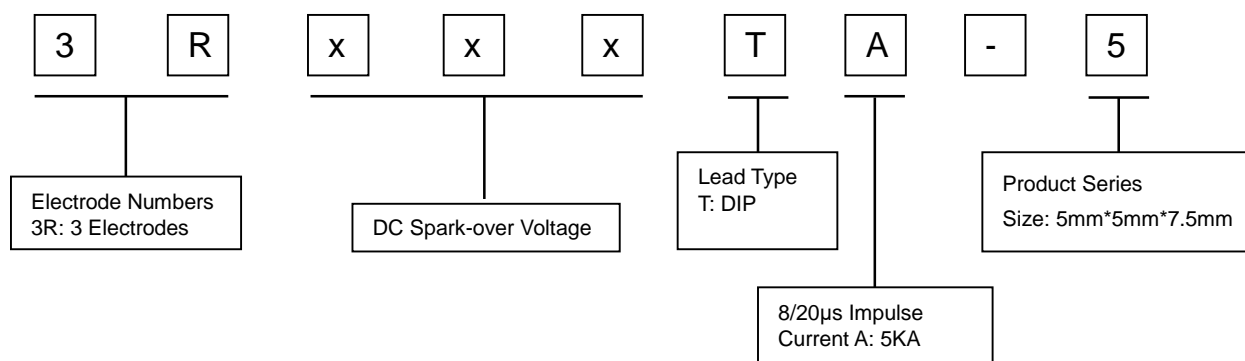 3 R x x x T A - 5
Electrode Numbers
3R: 3 Electrodes
DC Spark-over Voltage
Lead Type
T: DIP
Product Series
Size: 5mm*5mm*7.5mm
8/20μs Impulse
Current A: 5KA